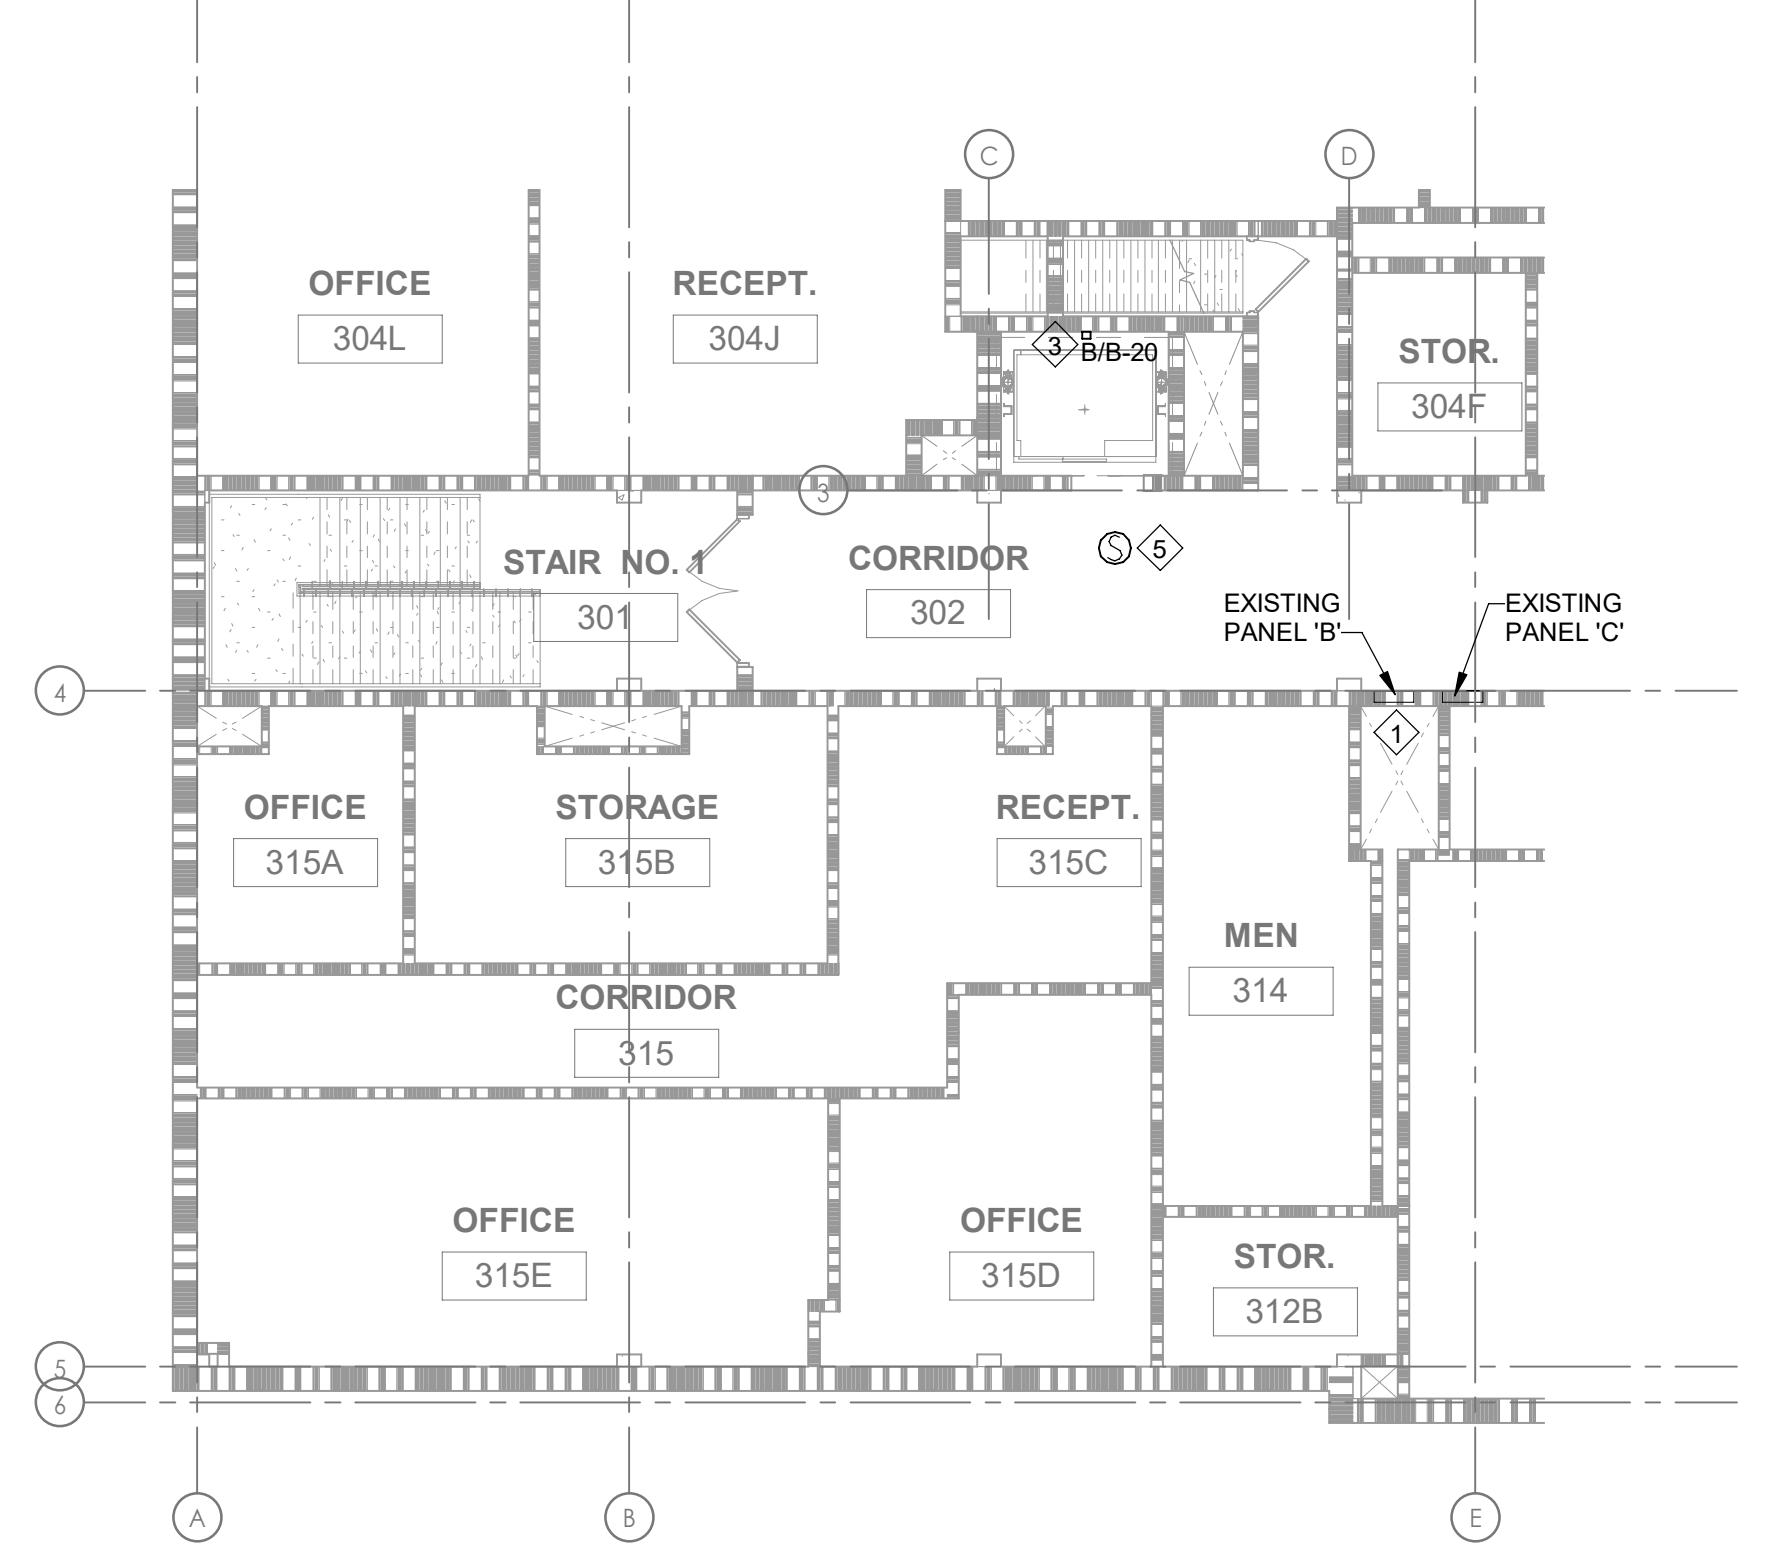 C
D
OFFICE
304L
RECEPT.
304J
3
B/B-20
STOR.
304F
3
STAIR NO. 1
301
CORRIDOR
302
S
5
EXISTING
PANEL 'B'
EXISTING
PANEL 'C'
4
1
OFFICE
315A
STORAGE
315B
RECEPT.
315C
MEN
314
CORRIDOR
315
OFFICE
315E
OFFICE
315D
STOR.
312B
5
6
A
B
E